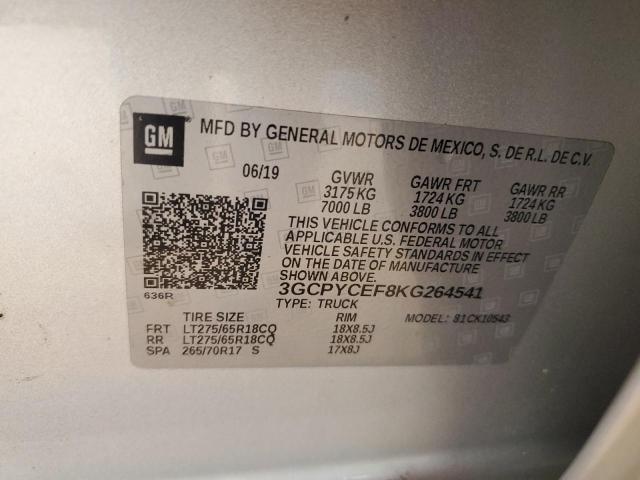 GM
MFD BY GENERAL MOTORS DE MEXICO, S. DE R.L. DE C.V.
06/19 GVWR GAWR FRT GAWR RR
3175 KG 1724 KG 1724 KG
7000 LB 3800 LB 3800 LB
THIS VEHICLE CONFORMS TO ALL
APPLICABLE U.S. FEDERAL MOTOR
VEHICLE SAFETY STANDARDS IN EFFECT
ON THE DATE OF MANUFACTURE
SHOWN ABOVE.
3GCPYCEF8KG264541
636R
TYPE: TRUCK MODEL: 81CK10543
TIRE SIZE RIM
FRT LT275/65R18CQ 18X8.5J
RR LT275/65R18CQ 18X8.5J
SPA 265/70R17 S 17X8J